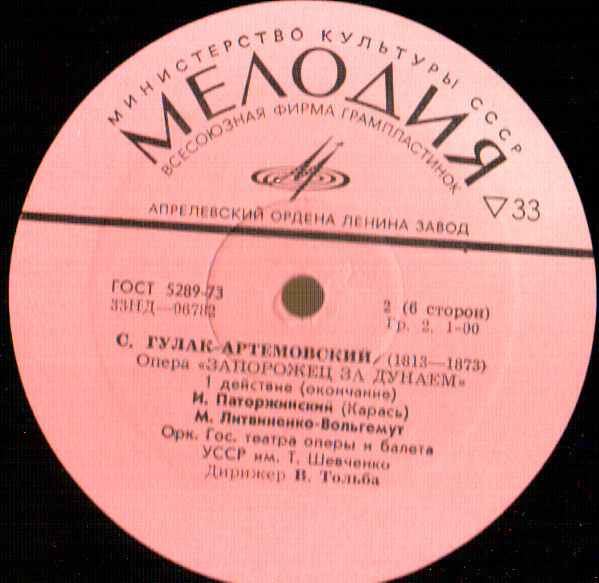 МИНИСТЕРСТВО КУЛЬТУРЫ СССР
МЕЛОДИЯ
ВСЕСОЮЗНАЯ ФИРМА ГРАМПЛАСТИНОК
▽33
АПРЕЛЕВСКИЙ ОРДЕНА ЛЕНИНА ЗАВОД
ГОСТ 5289-73
33НД—06782
2 (6 сторон)
Гр. 2. 1-00
С. ГУЛАК-АРТЕМОВСКИЙ (1813—1873)
Опера «ЗАПОРОЖЕЦ ЗА ДУНАЕМ»
1 действие (окончание)
И. Паторжинский (Карась)
М. Литвиненко-Вольгемут
Орк. Гос. театра оперы и балета
УССР им. Т. Шевченко
Дирижер В. Тольба